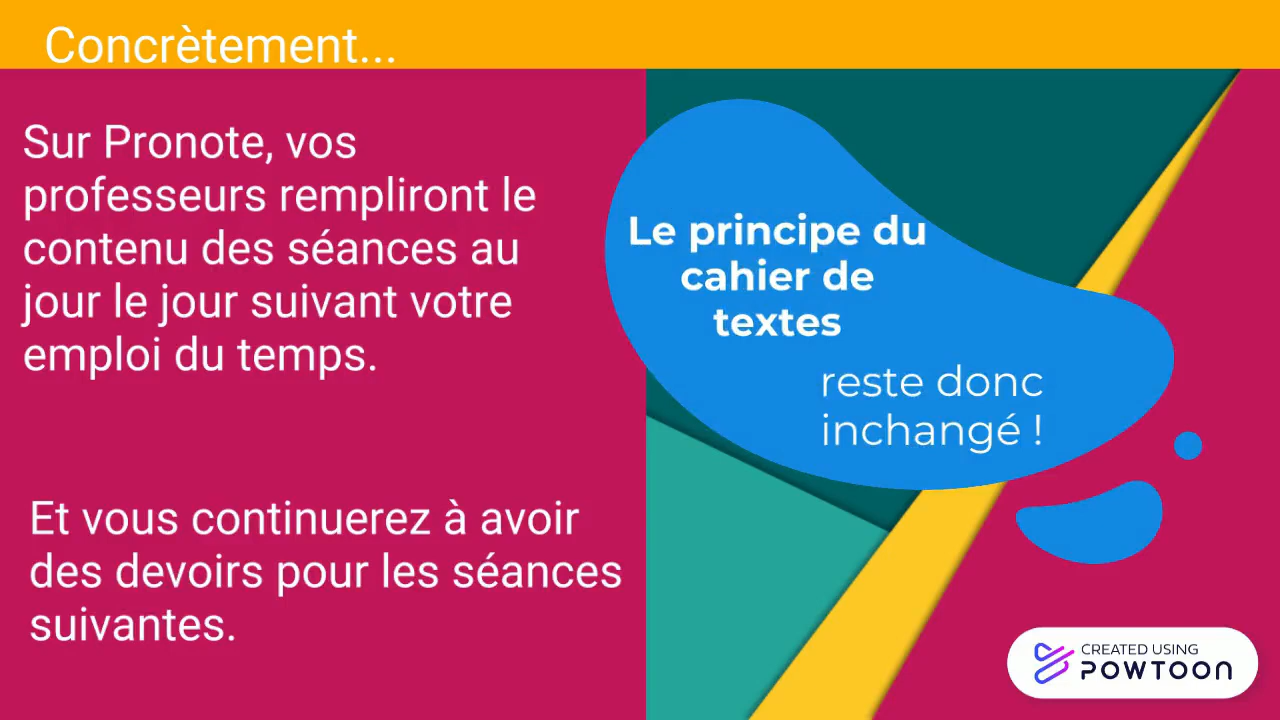 Concrètement...
Sur Pronote, vos
professeurs rempliront le
contenu des séances au
jour le jour suivant votre
emploi du temps.
Et vous continuerez à avoir
des devoirs pour les séances
suivantes.
Le principe du
cahier de
textes
reste donc
inchangé !
CREATED USING
POWTOON